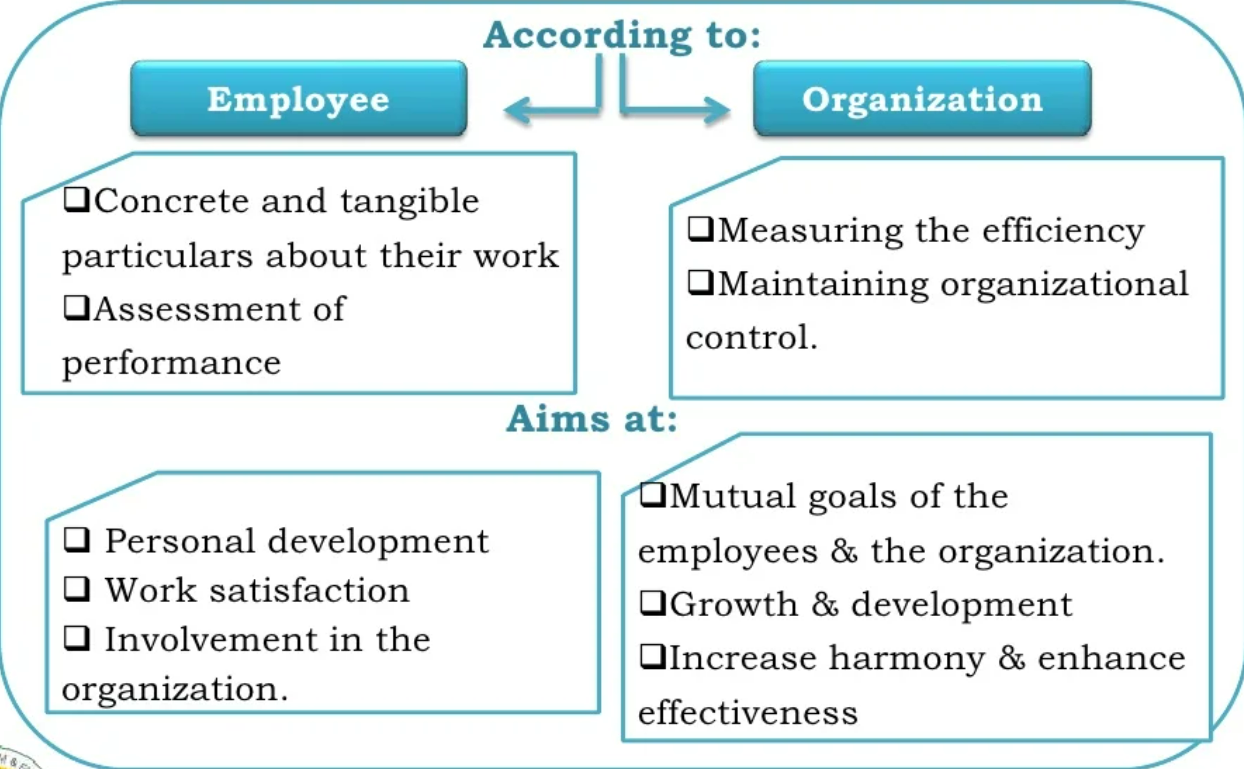 According to:
Employee
Organization
❑Concrete and tangible
particulars about their work
❑Assessment of
performance
❑Measuring the efficiency
❑Maintaining organizational
control.
Aims at:
❑ Personal development
❑ Work satisfaction
❑ Involvement in the
organization.
❑Mutual goals of the
employees & the organization.
❑Growth & development
❑Increase harmony & enhance
effectiveness